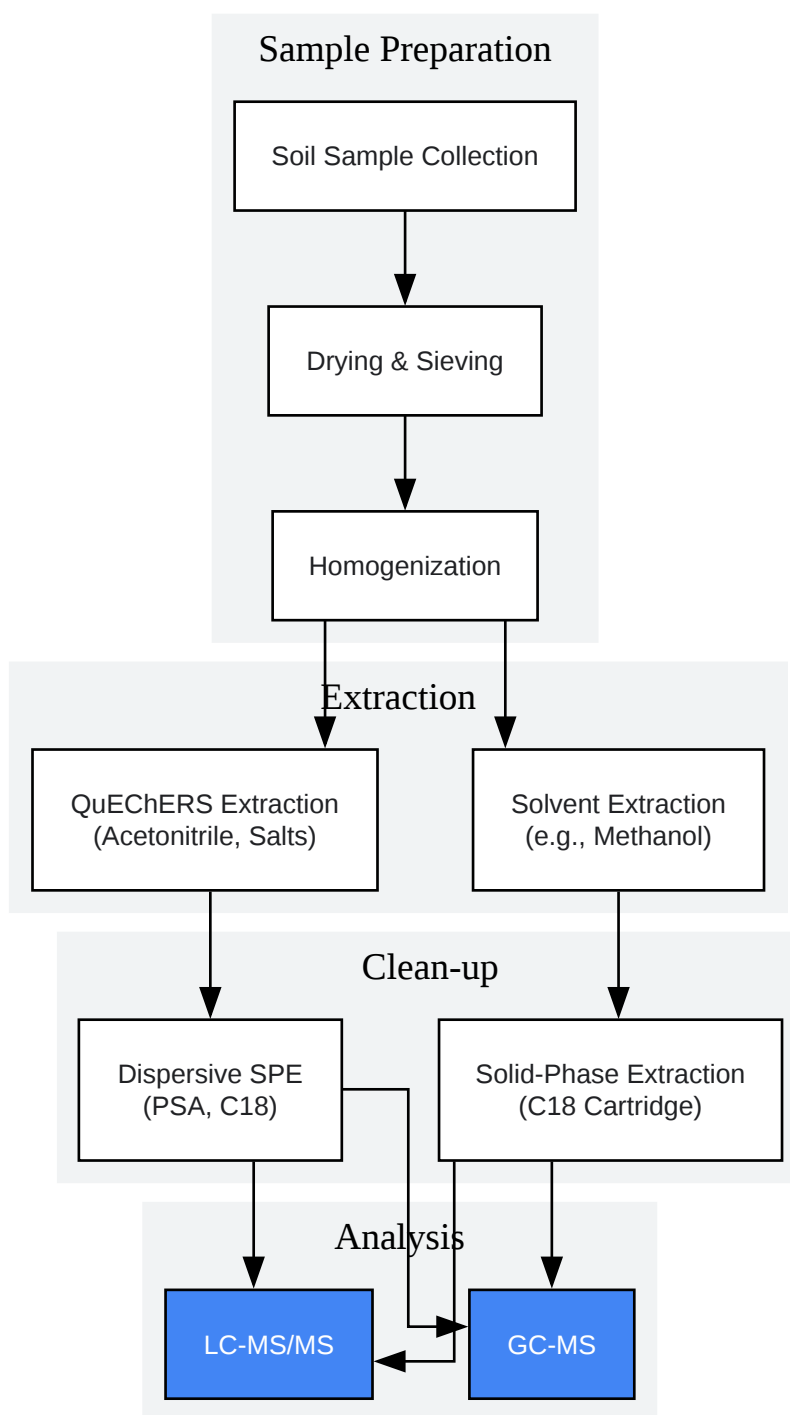 Sample Preparation
Soil Sample Collection
Drying & Sieving
Homogenization
Extraction
QuEChERS Extraction
(Acetonitrile, Salts)
Solvent Extraction
(e.g., Methanol)
Clean-up
Dispersive SPE
(PSA, C18)
Solid-Phase Extraction
(C18 Cartridge)
Analysis
LC-MS/MS
GC-MS